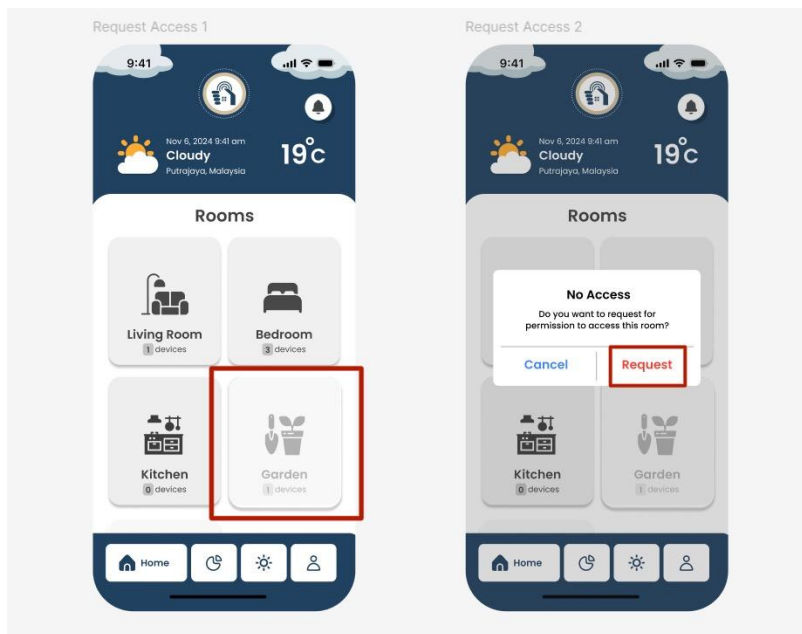 Request Access 1
9:41
Nov 6, 2024 9:41 am
Cloudy
Putrajaya, Malaysia
19°C
Rooms
Living Room
1 devices
Bedroom
3 devices
Kitchen
0 devices
Garden
1 devices
Home
Request Access 2
9:41
Nov 6, 2024 9:41 am
Cloudy
Putrajaya, Malaysia
19°C
Rooms
No Access
Do you want to request for
permission to access this room?
Cancel
Request
Kitchen
0 devices
Garden
1 devices
Home